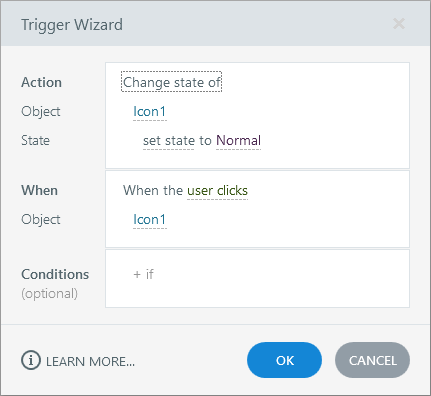 Trigger Wizard
Action Change state of
Object Icon1
State set state to Normal
When When the user clicks
Object Icon1
Conditions + if
(optional)
LEARN MORE... OK CANCEL